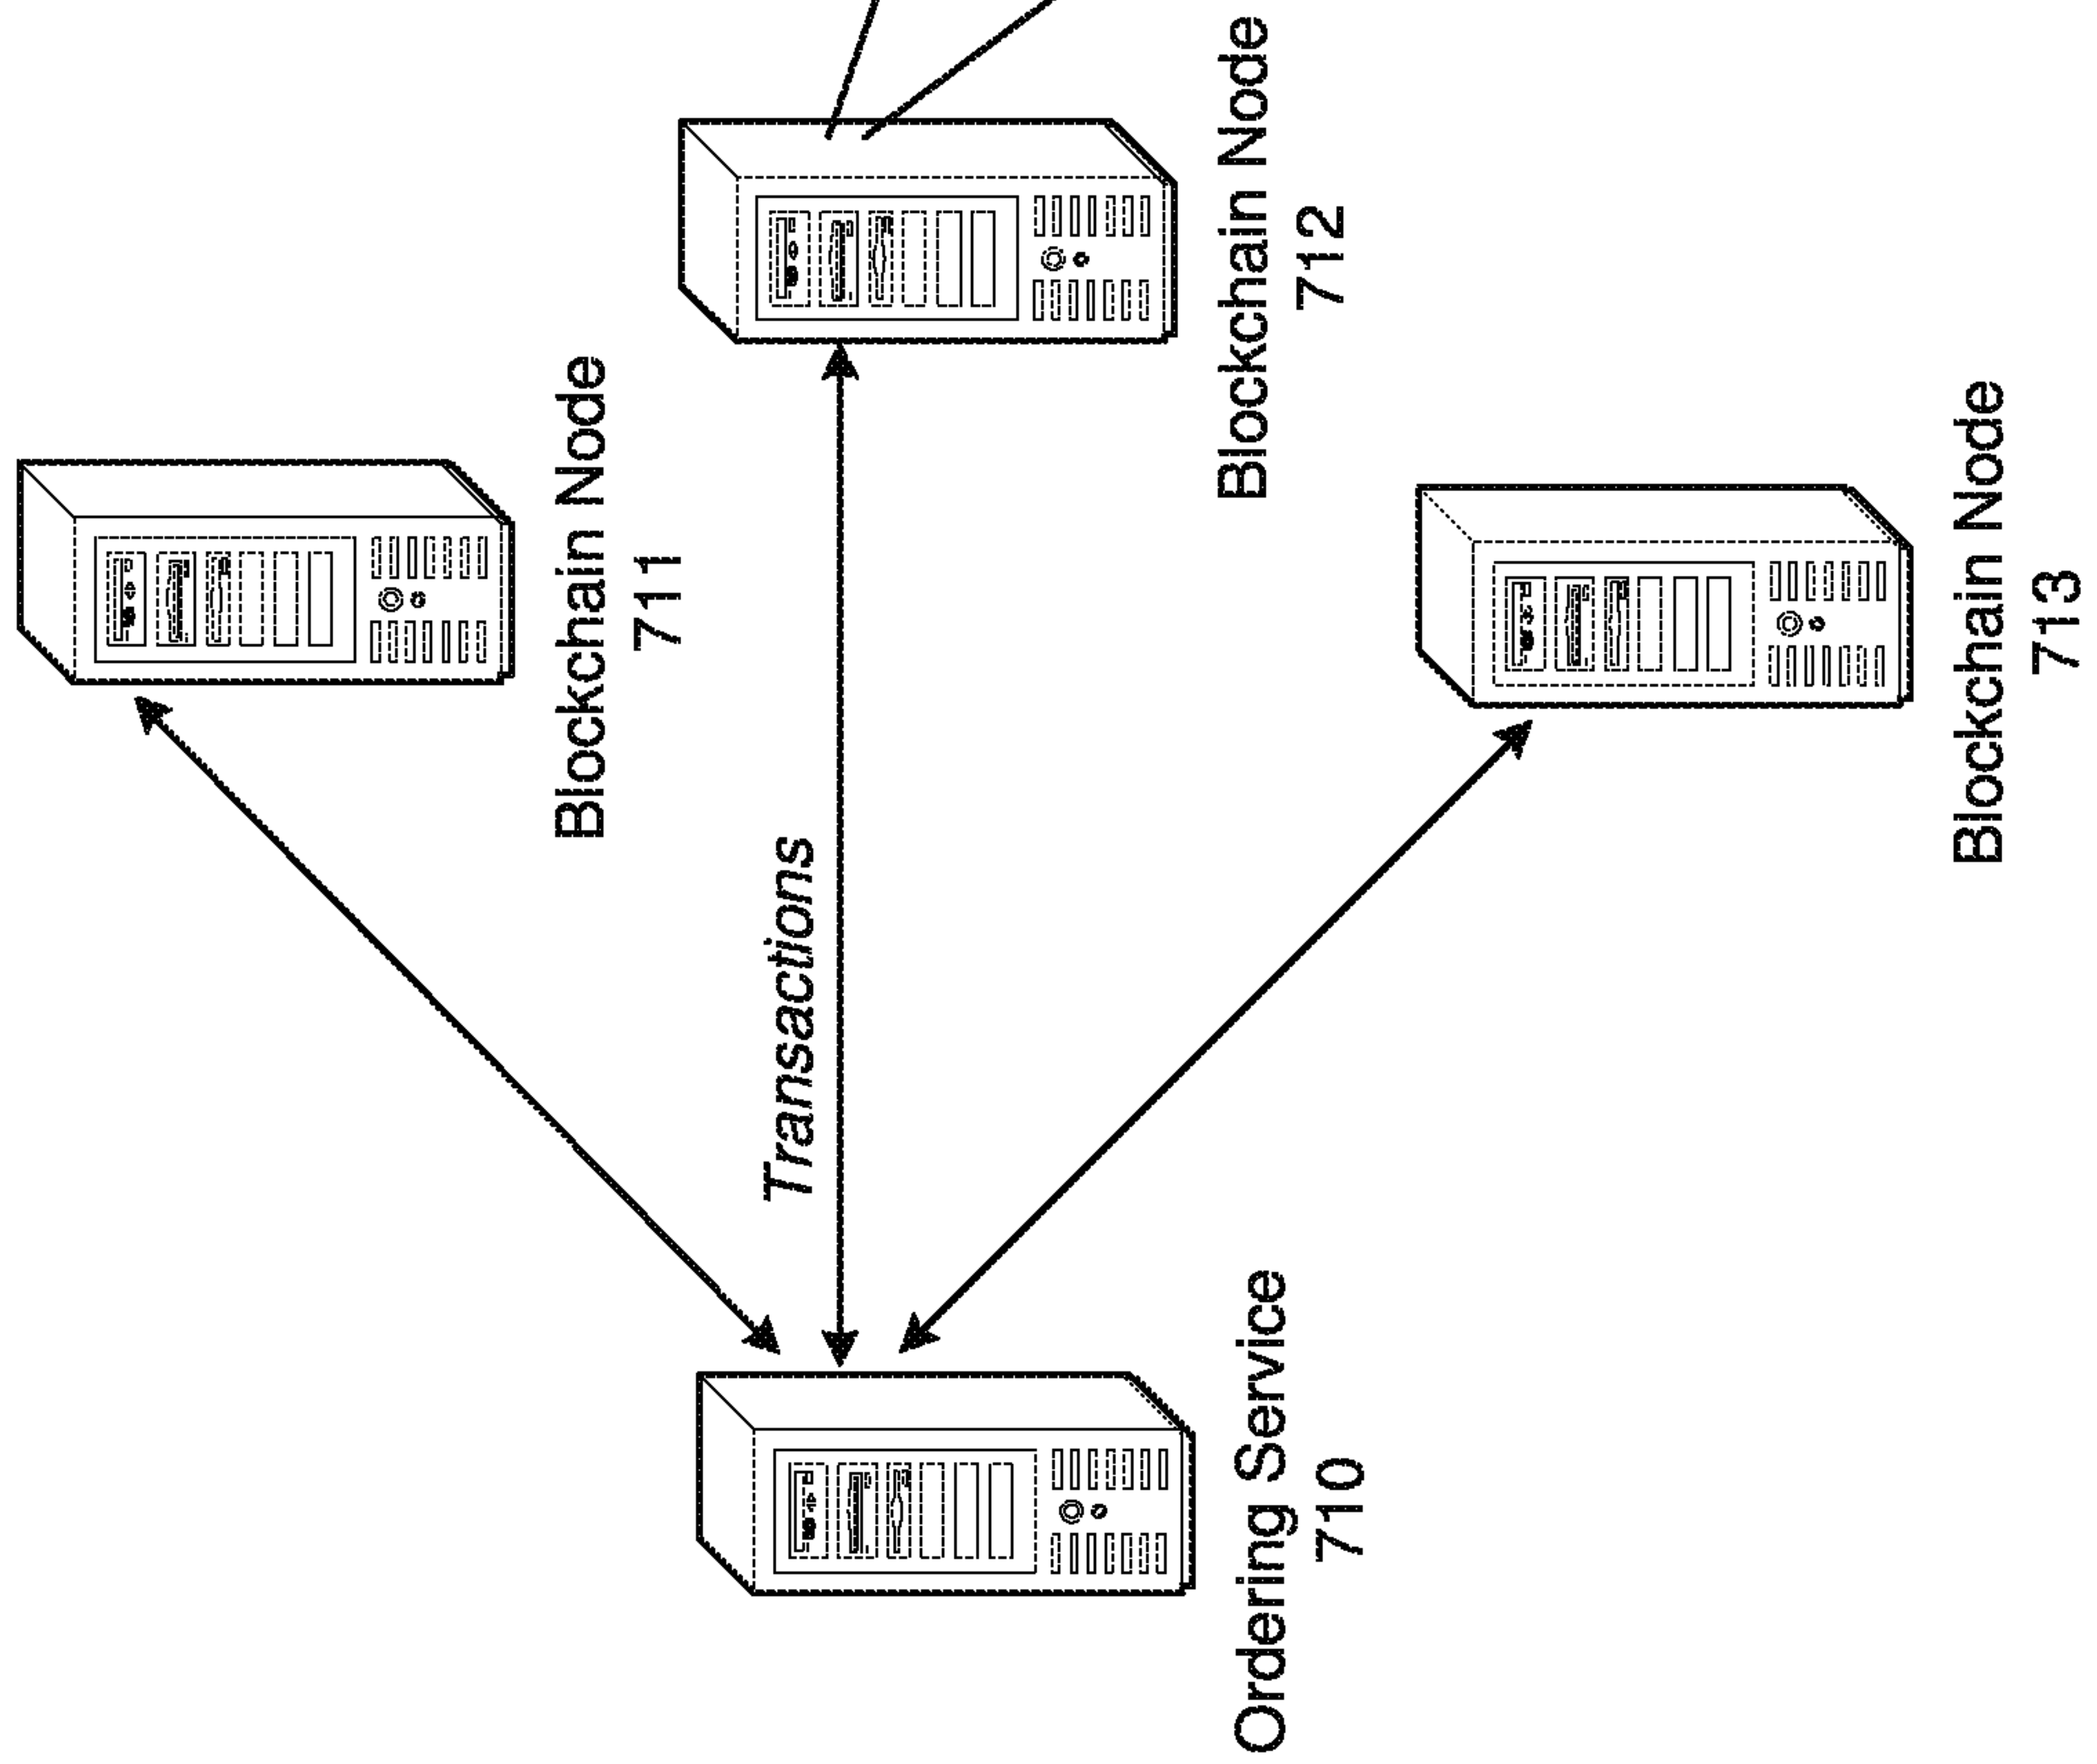 Blockchain Node
711
Transactions
Ordering Service
710
Blockchain Node
712
Blockchain Node
713